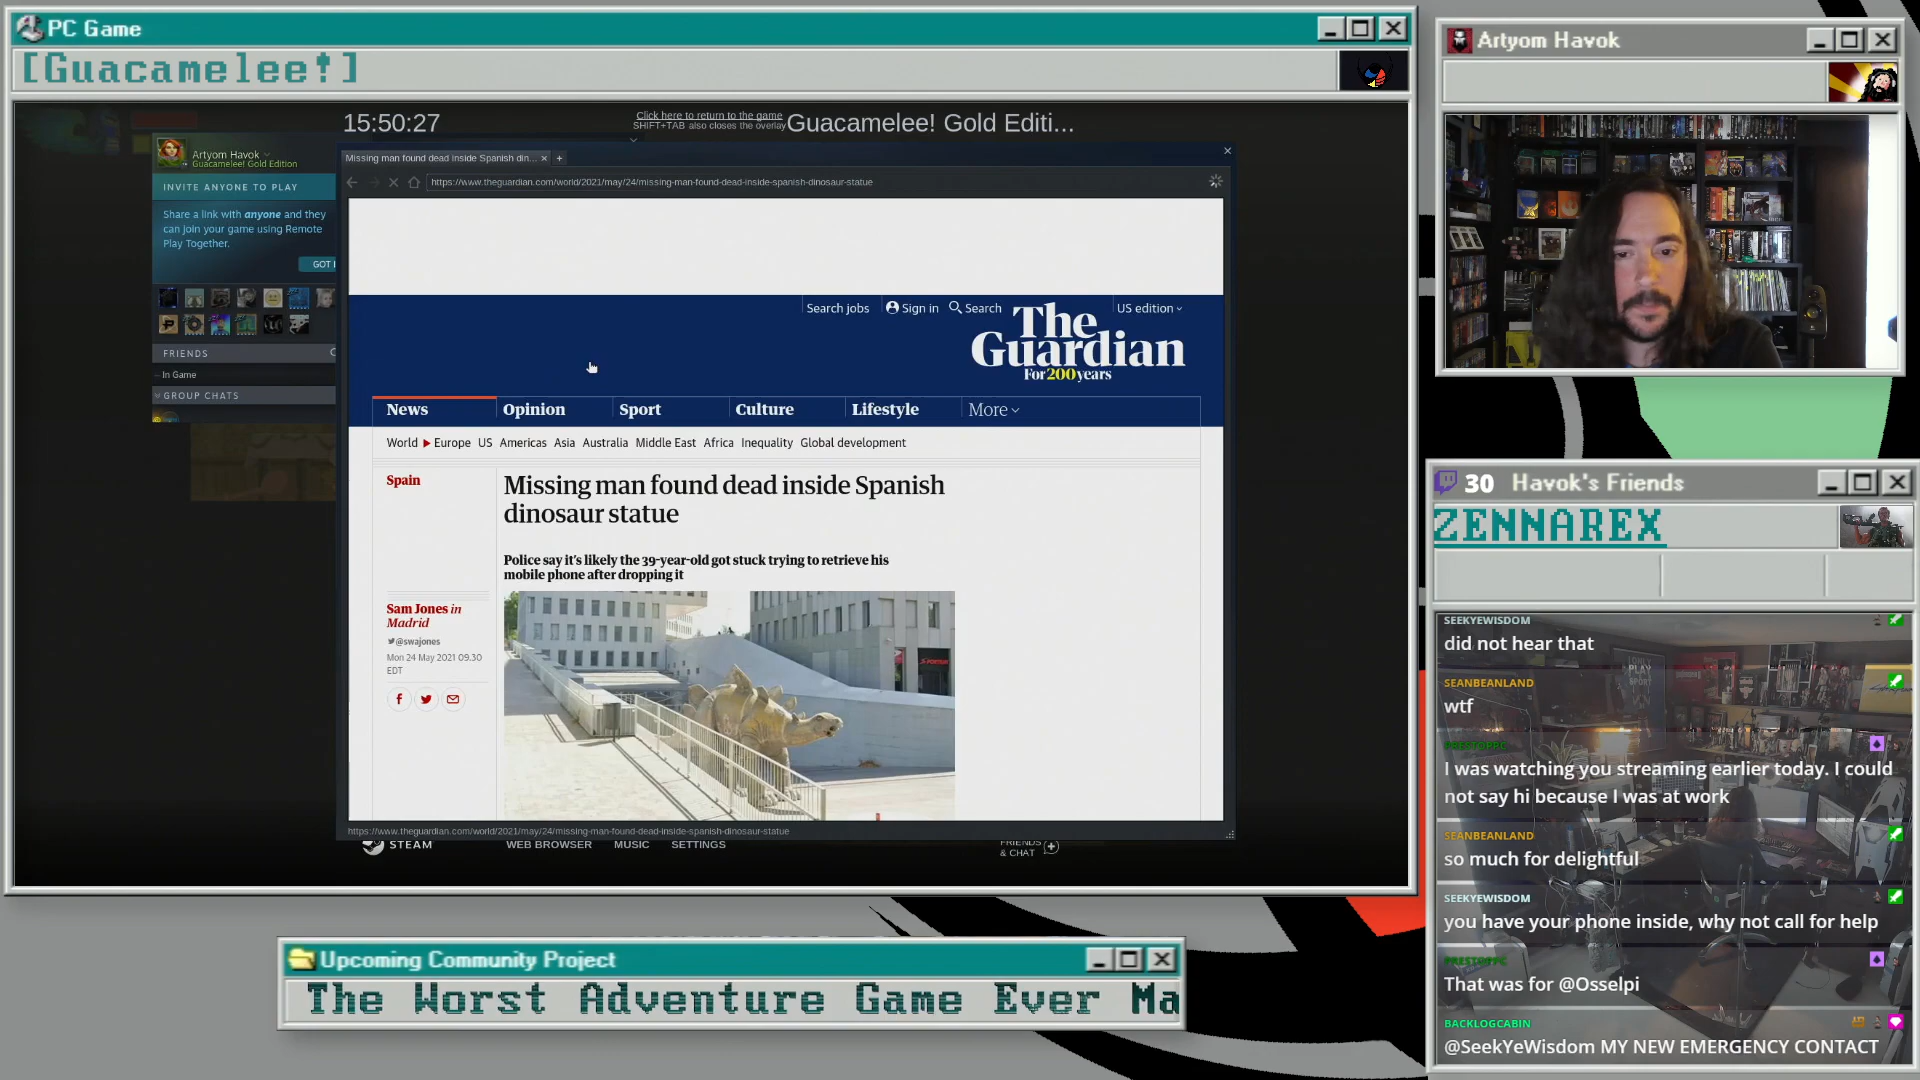 PC Game
[Guacamelee!]
15:50:27
Click here to return to the game
SHIFT+TAB also closes the overlay
Guacamelee! Gold Editi...
Artyom Havok
Guacamelee! Gold Edition
INVITE ANYONE TO PLAY
Share a link with anyone and they
can join your game using Remote
Play Together.
GOT I
FRIENDS
In Game
GROUP CHATS
Missing man found dead inside Spanish din...
https://www.theguardian.com/world/2021/may/24/missing-man-found-dead-inside-spanish-dinosaur-statue
Search jobs
Sign in
Search
US edition
The
Guardian
For 200 years
News
Opinion
Sport
Culture
Lifestyle
More
World
Europe
US
Americas
Asia
Australia
Middle East
Africa
Inequality
Global development
Spain
Missing man found dead inside Spanish
dinosaur statue
Police say it's likely the 39-year-old got stuck trying to retrieve his
mobile phone after dropping it
Sam Jones in
Madrid
@swajones
Mon 24 May 2021 09.30
EDT
https://www.theguardian.com/world/2021/may/24/missing-man-found-dead-inside-spanish-dinosaur-statue
STEAM
WEB BROWSER
MUSIC
SETTINGS
FRIENDS
& CHAT
Upcoming Community Project
The Worst Adventure Game Ever Ma
Artyom Havok
30
Havok's Friends
ZENNAREX
SEEKYEWISDOM
did not hear that
SEANBEANLAND
wtf
PRESTOPPC
I was watching you streaming earlier today. I could
not say hi because I was at work
SEANBEANLAND
so much for delightful
SEEKYEWISDOM
you have your phone inside, why not call for help
PRESTOPPC
That was for @Osselpi
BACKLOGCABIN
@SeekYeWisdom MY NEW EMERGENCY CONTACT